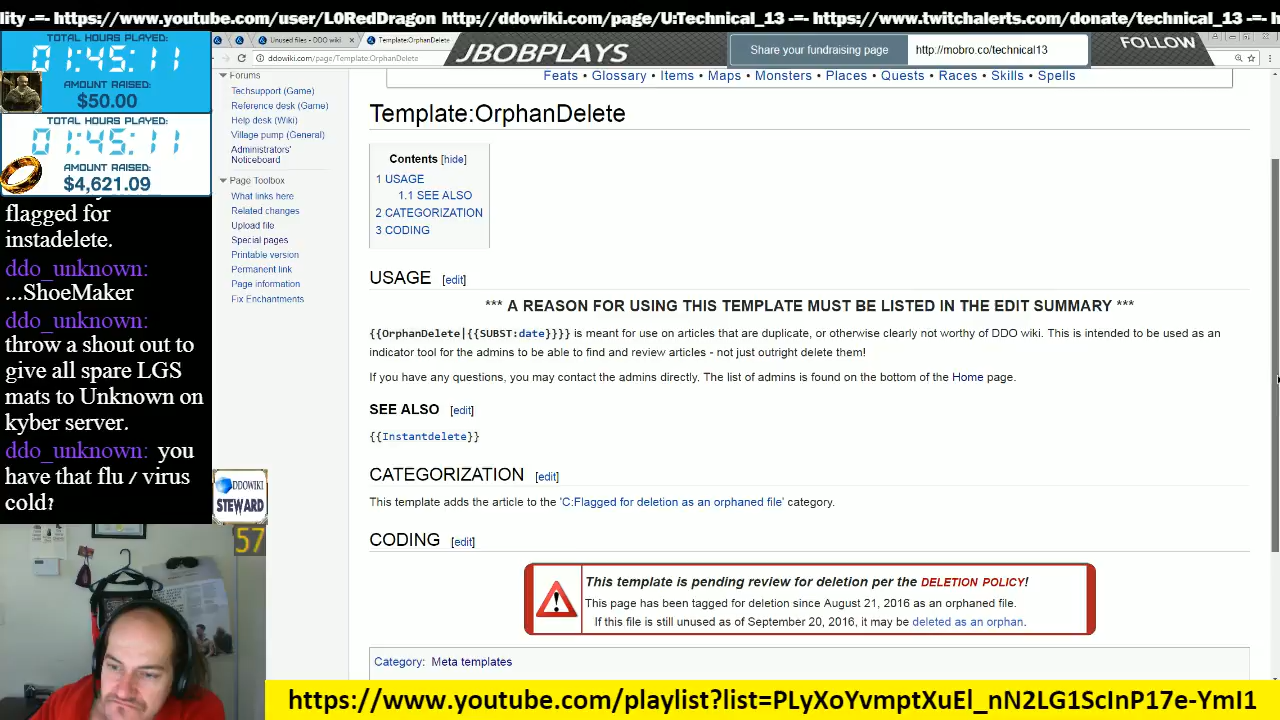 lity -=- https://www.youtube.com/user/L0RedDragon http://ddowiki.com/page/U:Technical_13 -=- https://www.twitchalerts.com/donate/technical_13 -=-
TOTAL HOURS PLAYED:
01:45:11
AMOUNT RAISED:
$50.00
TOTAL HOURS PLAYED:
01:45:11
AMOUNT RAISED:
$4,621.09
flagged for
instadelete.
ddo_unknown:
...ShoeMaker
ddo_unknown:
throw a shout out to
give all spare LGS
mats to Unknown on
kyber server.
ddo_unknown: you
have that flu / virus
cold?
Unused files - DDO wiki
Template:OrphanDelete
ddowiki.com/page/Template:OrphanDelete
JBOBPLAYS
Share your fundraising page
http://mobro.co/technical13
FOLLOW
Forums
Techsupport (Game)
Reference desk (Game)
Help desk (Wiki)
Village pump (General)
Administrators'
Noticeboard
Page Toolbox
What links here
Related changes
Upload file
Special pages
Printable version
Permanent link
Page information
Fix Enchantments
DDOWIKI
STEWARD
57
Feats • Glossary • Items • Maps • Monsters • Places • Quests • Races • Skills • Spells
Template:OrphanDelete
Contents [hide]
1 USAGE
1.1 SEE ALSO
2 CATEGORIZATION
3 CODING
USAGE [edit]
*** A REASON FOR USING THIS TEMPLATE MUST BE LISTED IN THE EDIT SUMMARY ***
{{OrphanDelete|{{SUBST:date}}}} is meant for use on articles that are duplicate, or otherwise clearly not worthy of DDO wiki. This is intended to be used as an
indicator tool for the admins to be able to find and review articles - not just outright delete them!
If you have any questions, you may contact the admins directly. The list of admins is found on the bottom of the Home page.
SEE ALSO [edit]
{{Instantdelete}}
CATEGORIZATION [edit]
This template adds the article to the 'C:Flagged for deletion as an orphaned file' category.
CODING [edit]
This template is pending review for deletion per the DELETION POLICY!
This page has been tagged for deletion since August 21, 2016 as an orphaned file.
If this file is still unused as of September 20, 2016, it may be deleted as an orphan.
Category: Meta templates
https://www.youtube.com/playlist?list=PLyXoYvmptXuEl_nN2LG1ScInP17e-YmI1